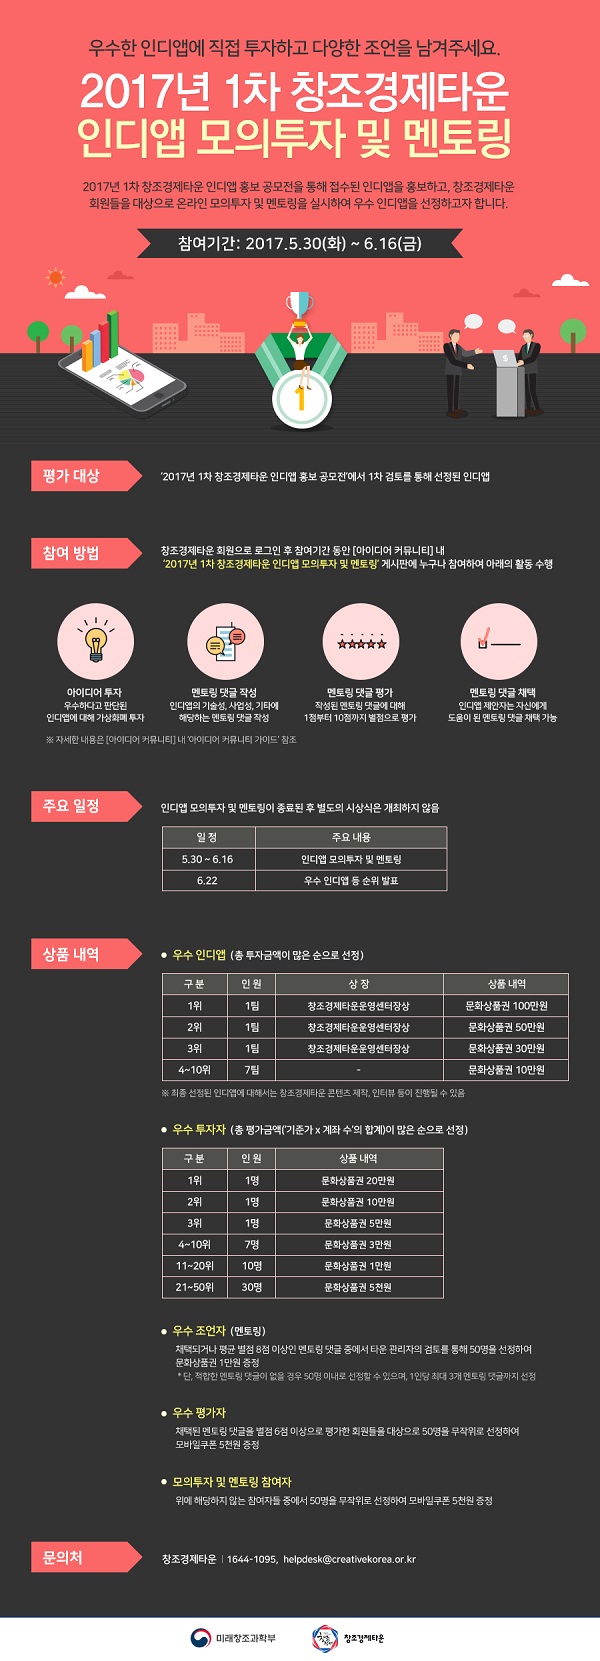 우수한 인디앱에 직접 투자하고 다양한 조언을 남겨주세요.
2017년 1차 창조경제타운
인디앱 모의투자 및 멘토링
2017년 1차 창조경제타운 인디앱 홍보 공모전을 통해 접수된 인디앱을 홍보하고, 창조경제타운
회원들을 대상으로 온라인 모의투자 및 멘토링을 실시하여 우수 인디앱을 선정하고자 합니다.
참여기간: 2017.5.30(화) ~ 6.16(금)
1
$
평가 대상
'2017년 1차 창조경제타운 인디앱 홍보 공모전'에서 1차 검토를 통해 선정된 인디앱
참여 방법
창조경제타운 회원으로 로그인 후 참여기간 동안 [아이디어 커뮤니티] 내
'2017년 1차 창조경제타운 인디앱 모의투자 및 멘토링' 게시판에 누구나 참여하여 아래의 활동 수행
아이디어 투자
우수하다고 판단된
인디앱에 대해 가상화폐 투자
멘토링 댓글 작성
인디앱의 기술성, 사업성, 기타에
해당하는 멘토링 댓글 작성
멘토링 댓글 평가
작성된 멘토링 댓글에 대해
1점부터 10점까지 별점으로 평가
멘토링 댓글 채택
인디앱 제안자는 자신에게
도움이 된 멘토링 댓글 채택 가능
※ 자세한 내용은 [아이디어 커뮤니티] 내 '아이디어 커뮤니티 가이드' 참조
주요 일정
인디앱 모의투자 및 멘토링이 종료된 후 별도의 시상식은 개최하지 않음
일 정 주요 내용
5.30 ~ 6.16 인디앱 모의투자 및 멘토링
6.22 우수 인디앱 등 순위 발표
상품 내역
• 우수 인디앱 (총 투자금액이 많은 순으로 선정)
구 분 인 원 상 장 상품 내역
1위 1팀 창조경제타운운영센터장상 문화상품권 100만원
2위 1팀 창조경제타운운영센터장상 문화상품권 50만원
3위 1팀 창조경제타운운영센터장상 문화상품권 30만원
4~10위 7팀 - 문화상품권 10만원
※ 최종 선정된 인디앱에 대해서는 창조경제타운 콘텐츠 제작, 인터뷰 등이 진행될 수 있음
• 우수 투자자 (총 평가금액('기준가 x 계좌 수'의 합계)이 많은 순으로 선정)
구 분 인 원 상품 내역
1위 1명 문화상품권 20만원
2위 1명 문화상품권 10만원
3위 1명 문화상품권 5만원
4~10위 7명 문화상품권 3만원
11~20위 10명 문화상품권 1만원
21~50위 30명 문화상품권 5천원
• 우수 조언자 (멘토링)
채택되거나 평균 별점 8점 이상인 멘토링 댓글 중에서 타운 관리자의 검토를 통해 50명을 선정하여
문화상품권 1만원 증정
* 단, 적합한 멘토링 댓글이 없을 경우 50명 이내로 선정할 수 있으며, 1인당 최대 3개 멘토링 댓글까지 선정
• 우수 평가자
채택된 멘토링 댓글을 별점 6점 이상으로 평가한 회원들을 대상으로 50명을 무작위로 선정하여
모바일쿠폰 5천원 증정
• 모의투자 및 멘토링 참여자
위에 해당하지 않는 참여자들 중에서 50명을 무작위로 선정하여 모바일쿠폰 5천원 증정
문의처
창조경제타운 | 1644-1095, helpdesk@creativekorea.or.kr
미래창조과학부
창조경제타운